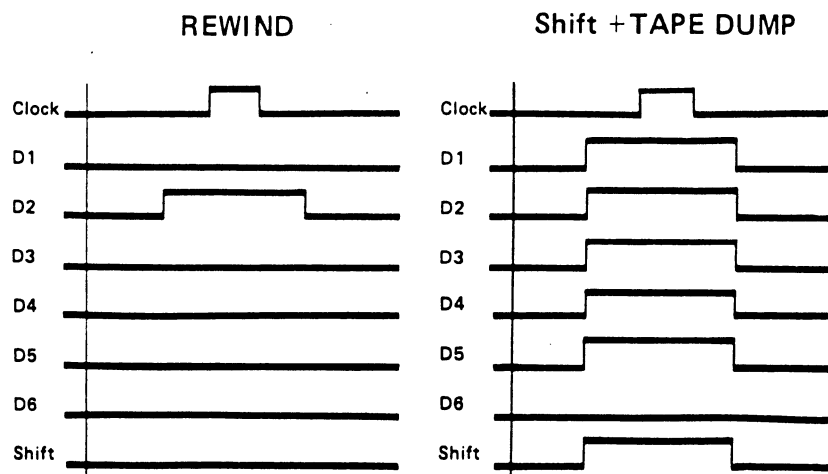 REWIND
Clock
D1
D2
D3
D4
D5
D6
Shift
Shift + TAPE DUMP
Clock
D1
D2
D3
D4
D5
D6
Shift